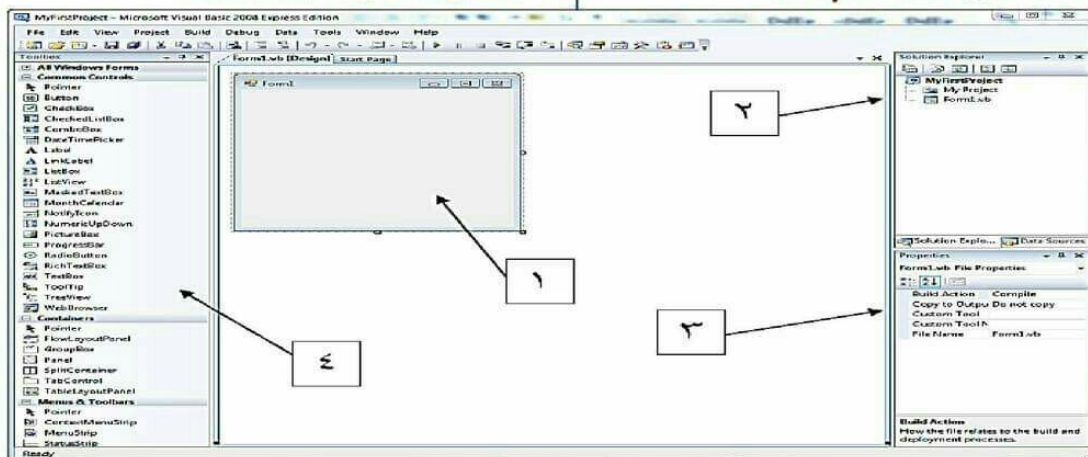 MyFirstProject - Microsoft Visual Basic 2008 Express Edition
File Edit View Project Build Debug Data Tools Window Help
Toolbox
All Windows Forms
Common Controls
Pointer
Button
CheckBox
CheckedListBox
ComboBox
DateTimePicker
Label
LinkLabel
ListBox
ListView
MaskedTextBox
MonthCalendar
NotifyIcon
NumericUpDown
PictureBox
ProgressBar
RadioButton
RichTextBox
TextBox
ToolTip
TreeView
WebBrowser
Containers
Pointer
FlowLayoutPanel
GroupBox
Panel
SplitContainer
TabControl
TableLayoutPanel
Menus & Toolbars
Pointer
ContextMenuStrip
MenuStrip
StatusStrip
Ready
Form1.vb [Design] Start Page
Form1
١
٢
٣
٤
Solution Explorer
MyFirstProject
My Project
Form1.vb
Solution Explo... Data Sources
Properties
Form1.vb File Properties
Build Action Compile
Copy to Outpu Do not copy
Custom Tool
Custom Tool N
File Name Form1.vb
Build Action
How the file relates to the build and
deployment processes.